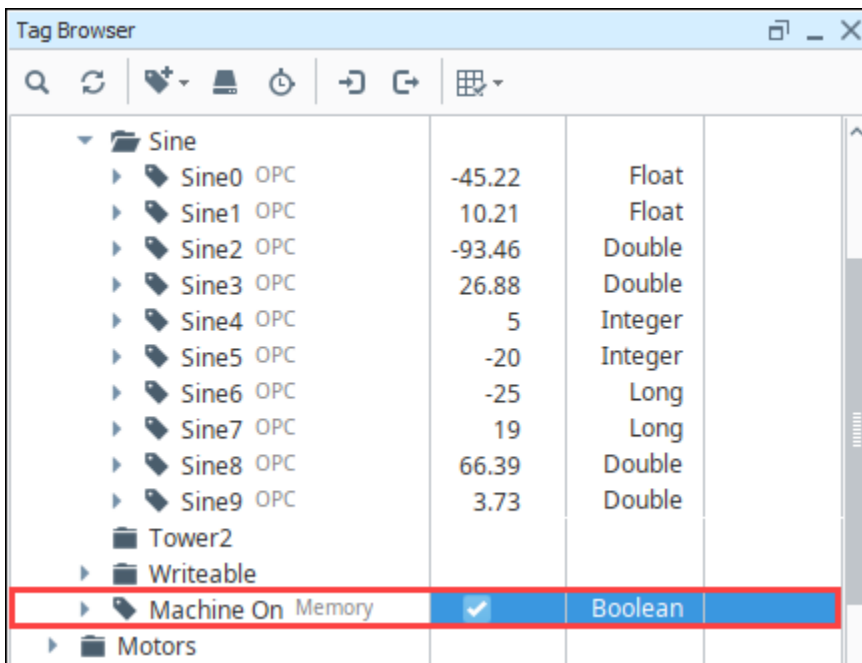 Tag Browser
Sine
Sine0 OPC -45.22 Float
Sine1 OPC 10.21 Float
Sine2 OPC -93.46 Double
Sine3 OPC 26.88 Double
Sine4 OPC 5 Integer
Sine5 OPC -20 Integer
Sine6 OPC -25 Long
Sine7 OPC 19 Long
Sine8 OPC 66.39 Double
Sine9 OPC 3.73 Double
Tower2
Writeable
Machine On Memory Boolean
Motors